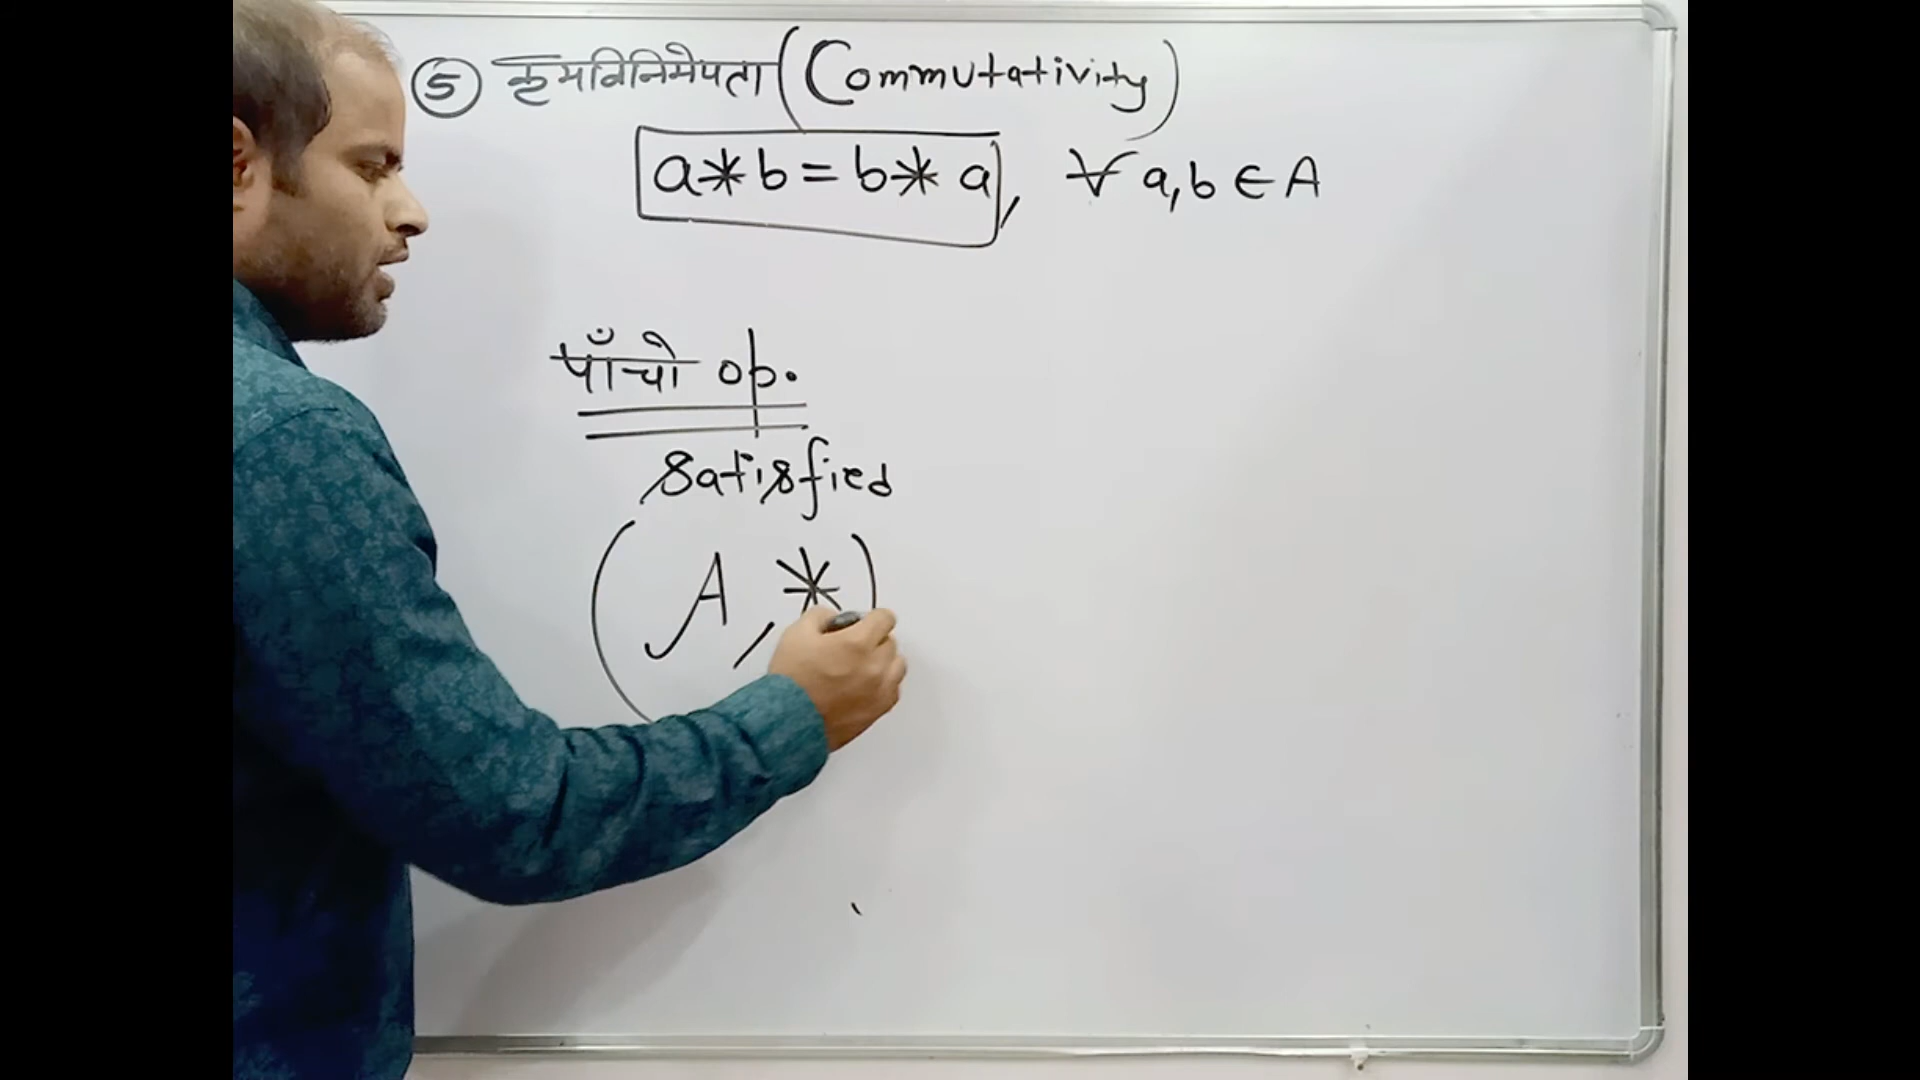 ⑤ क्रमविनिमेयता (Commutativity)
a*b=b* a, ∀ a,b ∈ A
पाँचो op.
satisfied
(A, *)